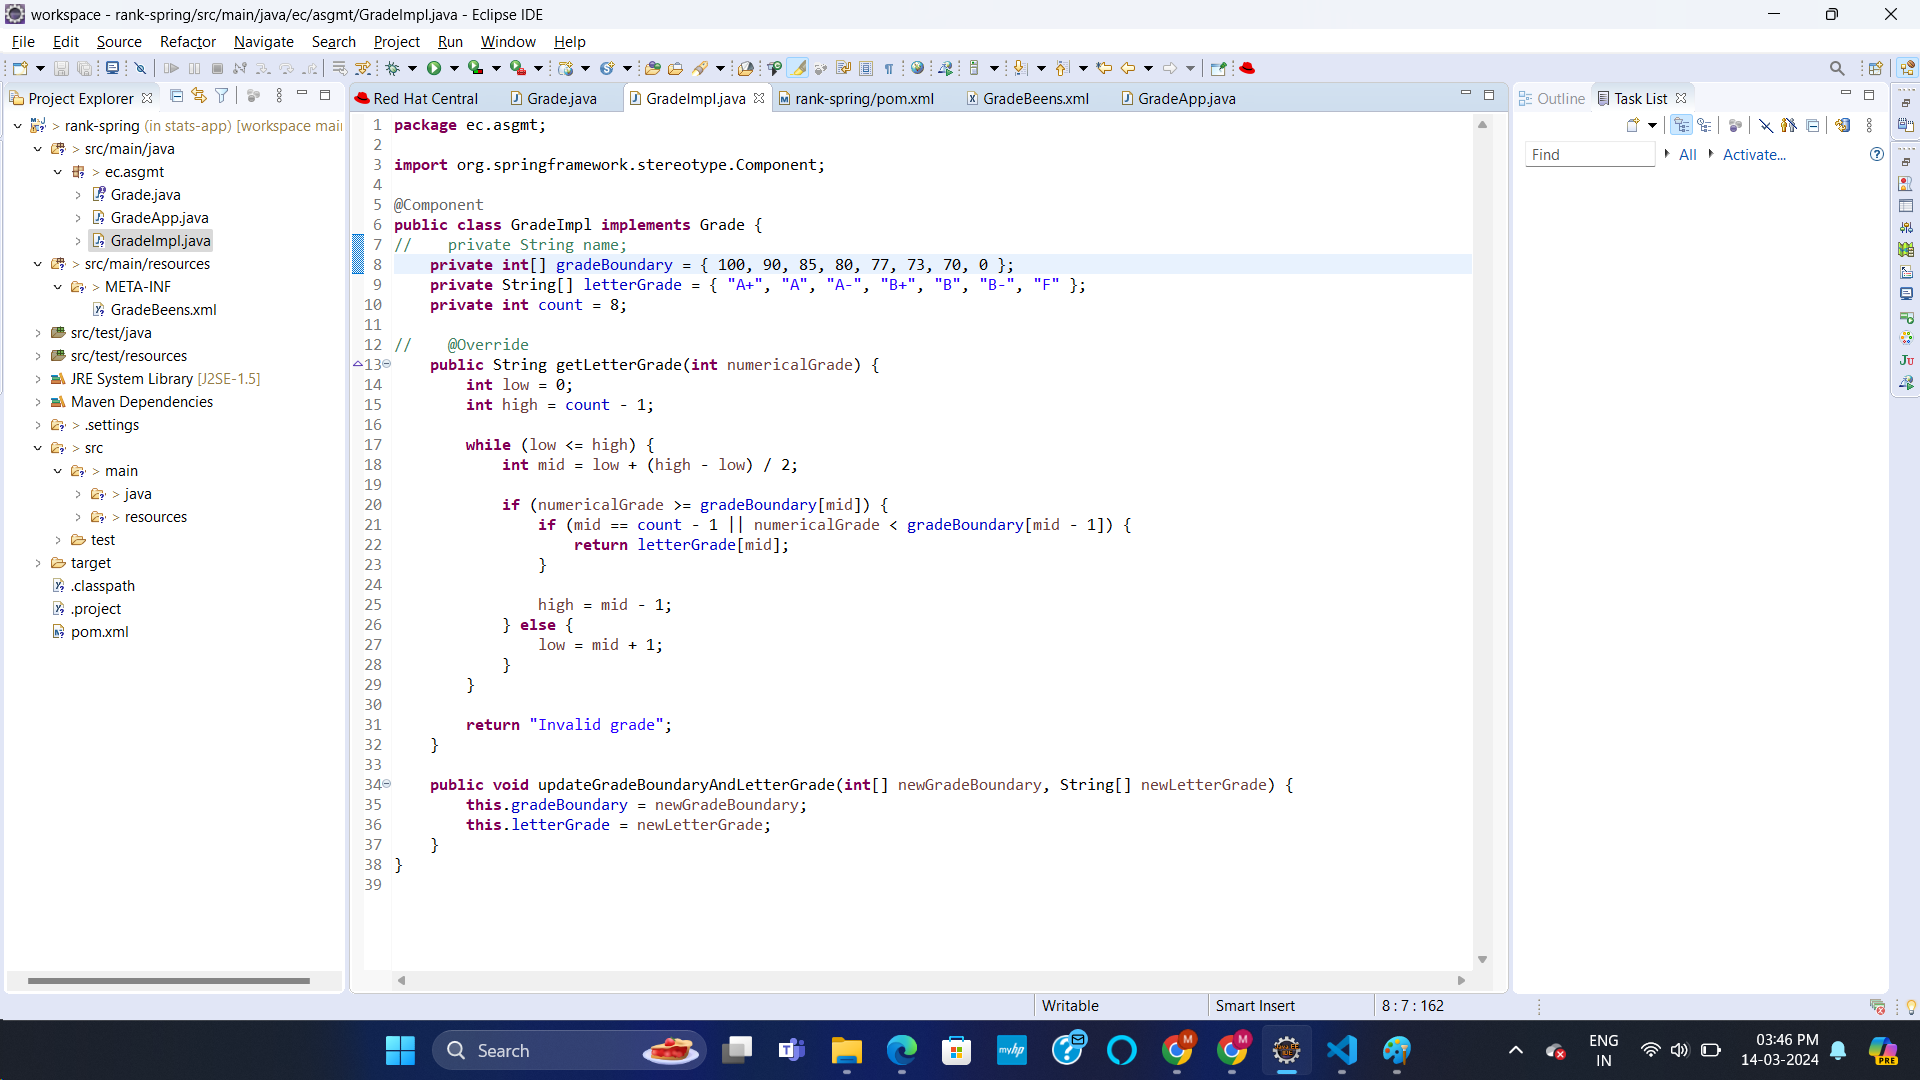 workspace - rank-spring/src/main/java/ec/asgmt/GradeImpl.java - Eclipse IDE
File Edit Source Refactor Navigate Search Project Run Window Help
Project Explorer
Red Hat Central Grade.java GradeImpl.java rank-spring/pom.xml GradeBeens.xml GradeApp.java
Outline Task List
> rank-spring (in stats-app) [workspace mai
> src/main/java
> ec.asgmt
Grade.java
GradeApp.java
GradeImpl.java
> src/main/resources
> META-INF
GradeBeens.xml
src/test/java
src/test/resources
JRE System Library [J2SE-1.5]
Maven Dependencies
> .settings
> src
> main
> java
> resources
test
target
.classpath
.project
pom.xml
1 package ec.asgmt;
2
3 import org.springframework.stereotype.Component;
4
5 @Component
6 public class GradeImpl implements Grade {
7 //    private String name;
8     private int[] gradeBoundary = { 100, 90, 85, 80, 77, 73, 70, 0 };
9     private String[] letterGrade = { "A+", "A", "A-", "B+", "B", "B-", "F" };
10     private int count = 8;
11
12 //    @Override
13     public String getLetterGrade(int numericalGrade) {
14         int low = 0;
15         int high = count - 1;
16
17         while (low <= high) {
18             int mid = low + (high - low) / 2;
19
20             if (numericalGrade >= gradeBoundary[mid]) {
21                 if (mid == count - 1 || numericalGrade < gradeBoundary[mid - 1]) {
22                     return letterGrade[mid];
23                 }
24
25                 high = mid - 1;
26             } else {
27                 low = mid + 1;
28             }
29         }
30
31         return "Invalid grade";
32     }
33
34     public void updateGradeBoundaryAndLetterGrade(int[] newGradeBoundary, String[] newLetterGrade) {
35         this.gradeBoundary = newGradeBoundary;
36         this.letterGrade = newLetterGrade;
37     }
38 }
39
Find All Activate...
Ju
Writable Smart Insert 8 : 7 : 162
Search
myhp
M
M
ENG
IN
03:46 PM
14-03-2024
PRE